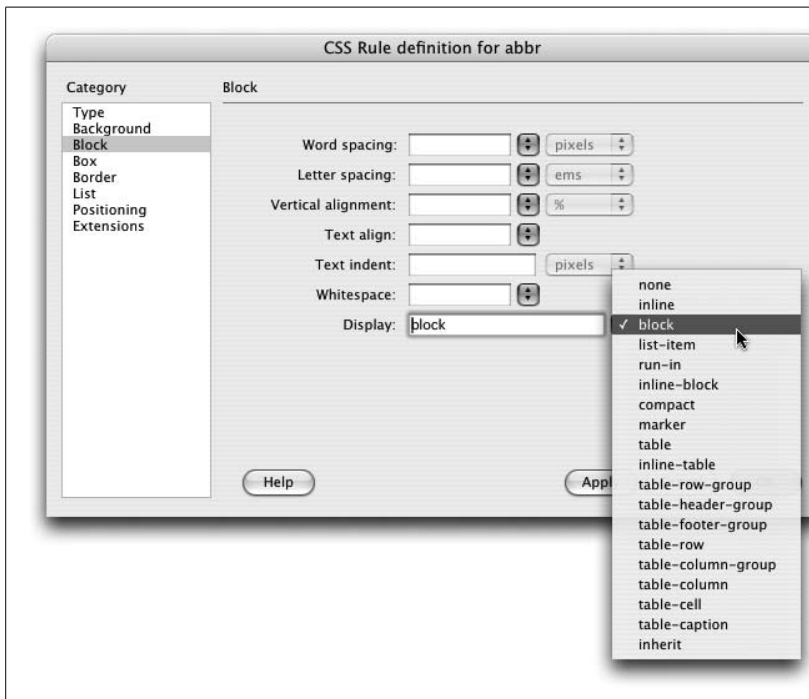 CSS Rule definition for abbr
Category
Type
Background
Block
Box
Border
List
Positioning
Extensions
Block
Word spacing: pixels
Letter spacing: ems
Vertical alignment: %
Text align:
Text indent: pixels
Whitespace:
Display: block
none
inline
✓ block
list-item
run-in
inline-block
compact
marker
table
inline-table
table-row-group
table-header-group
table-footer-group
table-row
table-column-group
table-column
table-cell
table-caption
inherit
Help
Appl